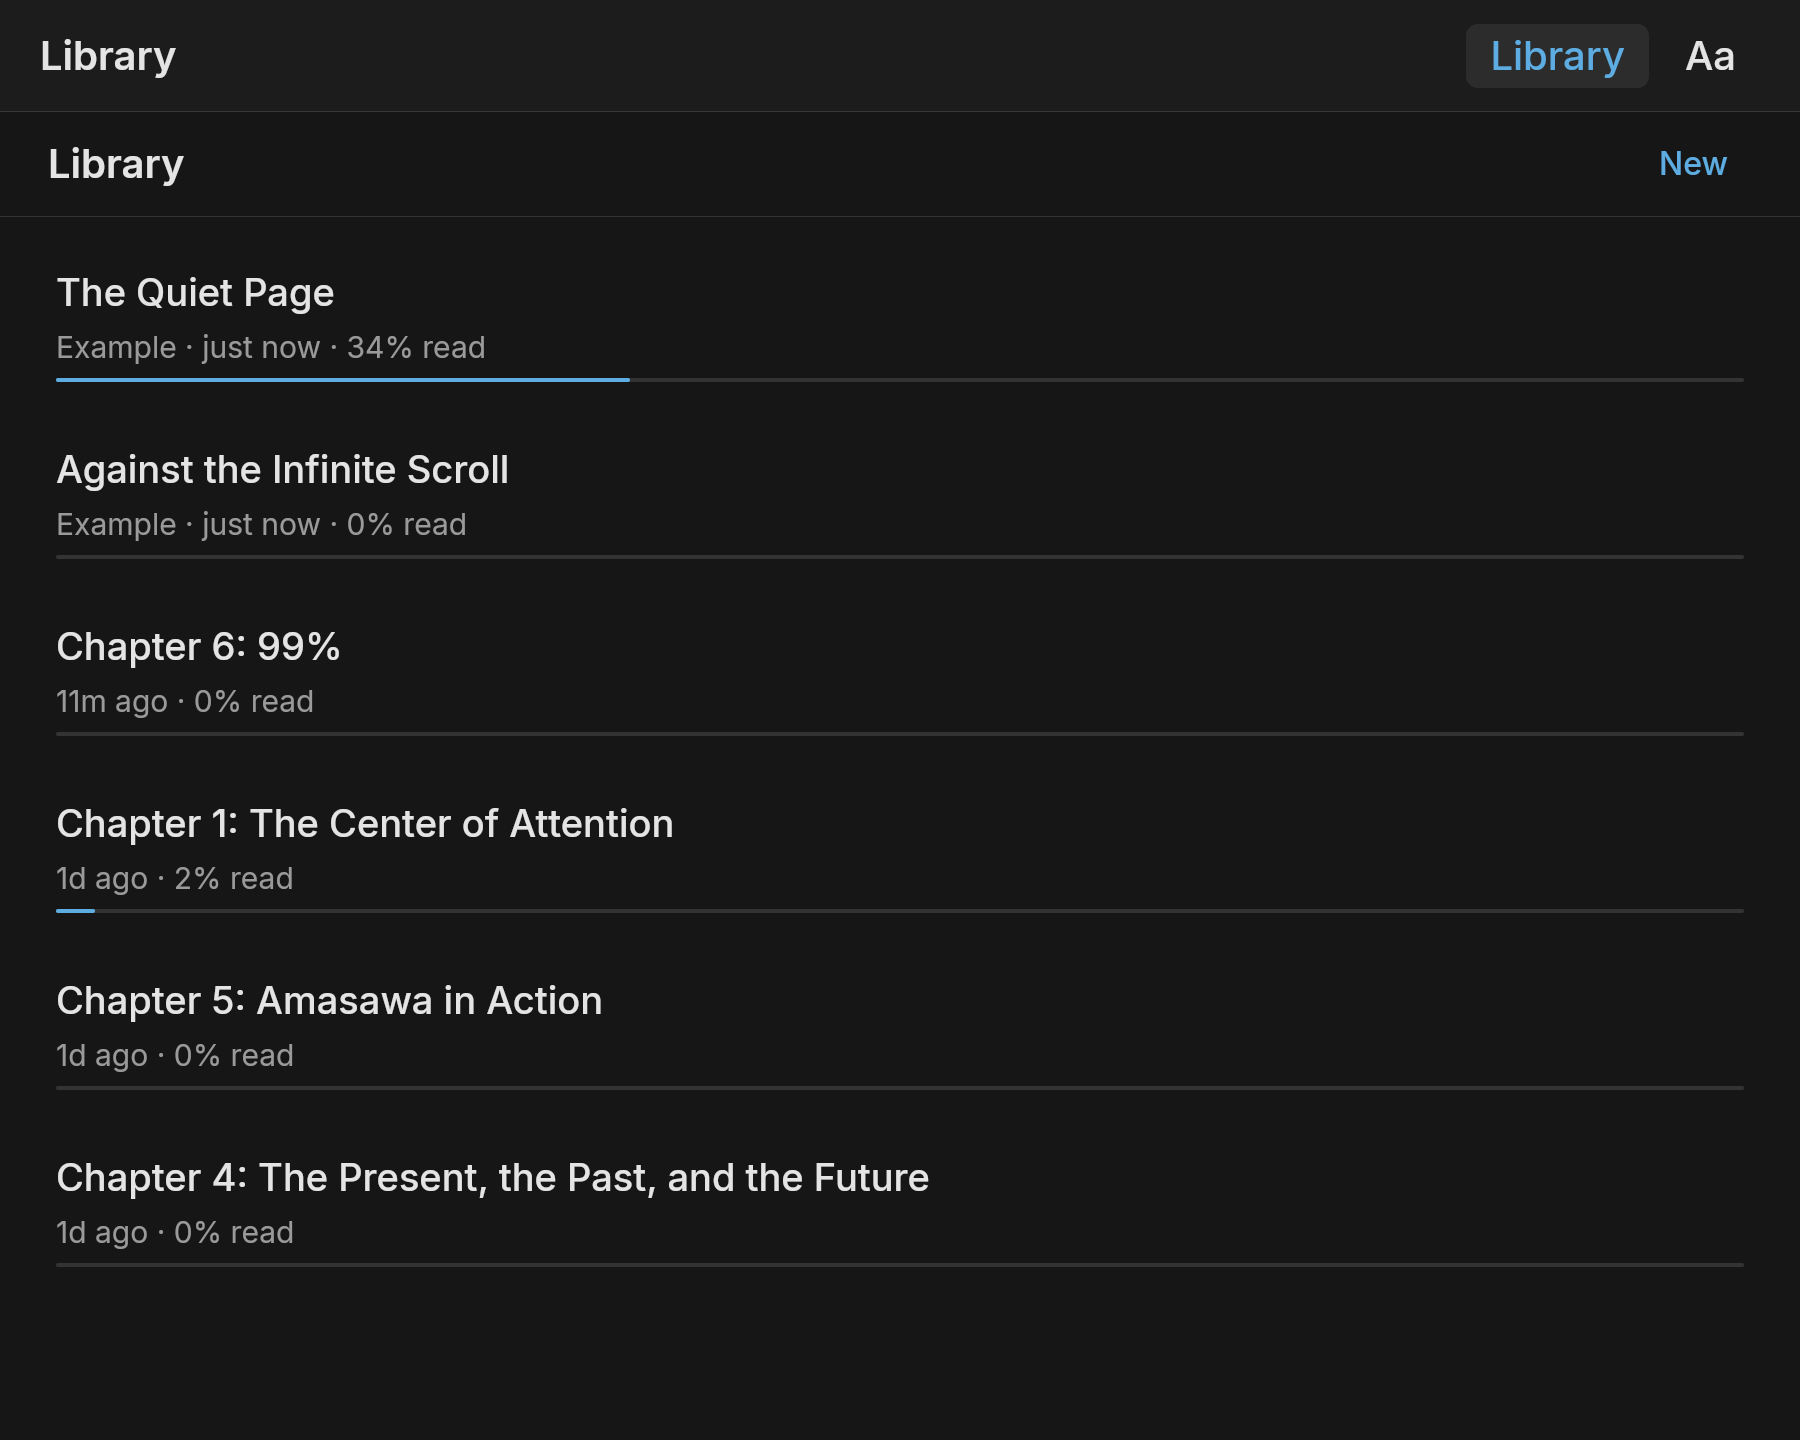 Library
Library Aa
Library
New
The Quiet Page
Example · just now · 34% read
Against the Infinite Scroll
Example · just now · 0% read
Chapter 6: 99%
11m ago · 0% read
Chapter 1: The Center of Attention
1d ago · 2% read
Chapter 5: Amasawa in Action
1d ago · 0% read
Chapter 4: The Present, the Past, and the Future
1d ago · 0% read